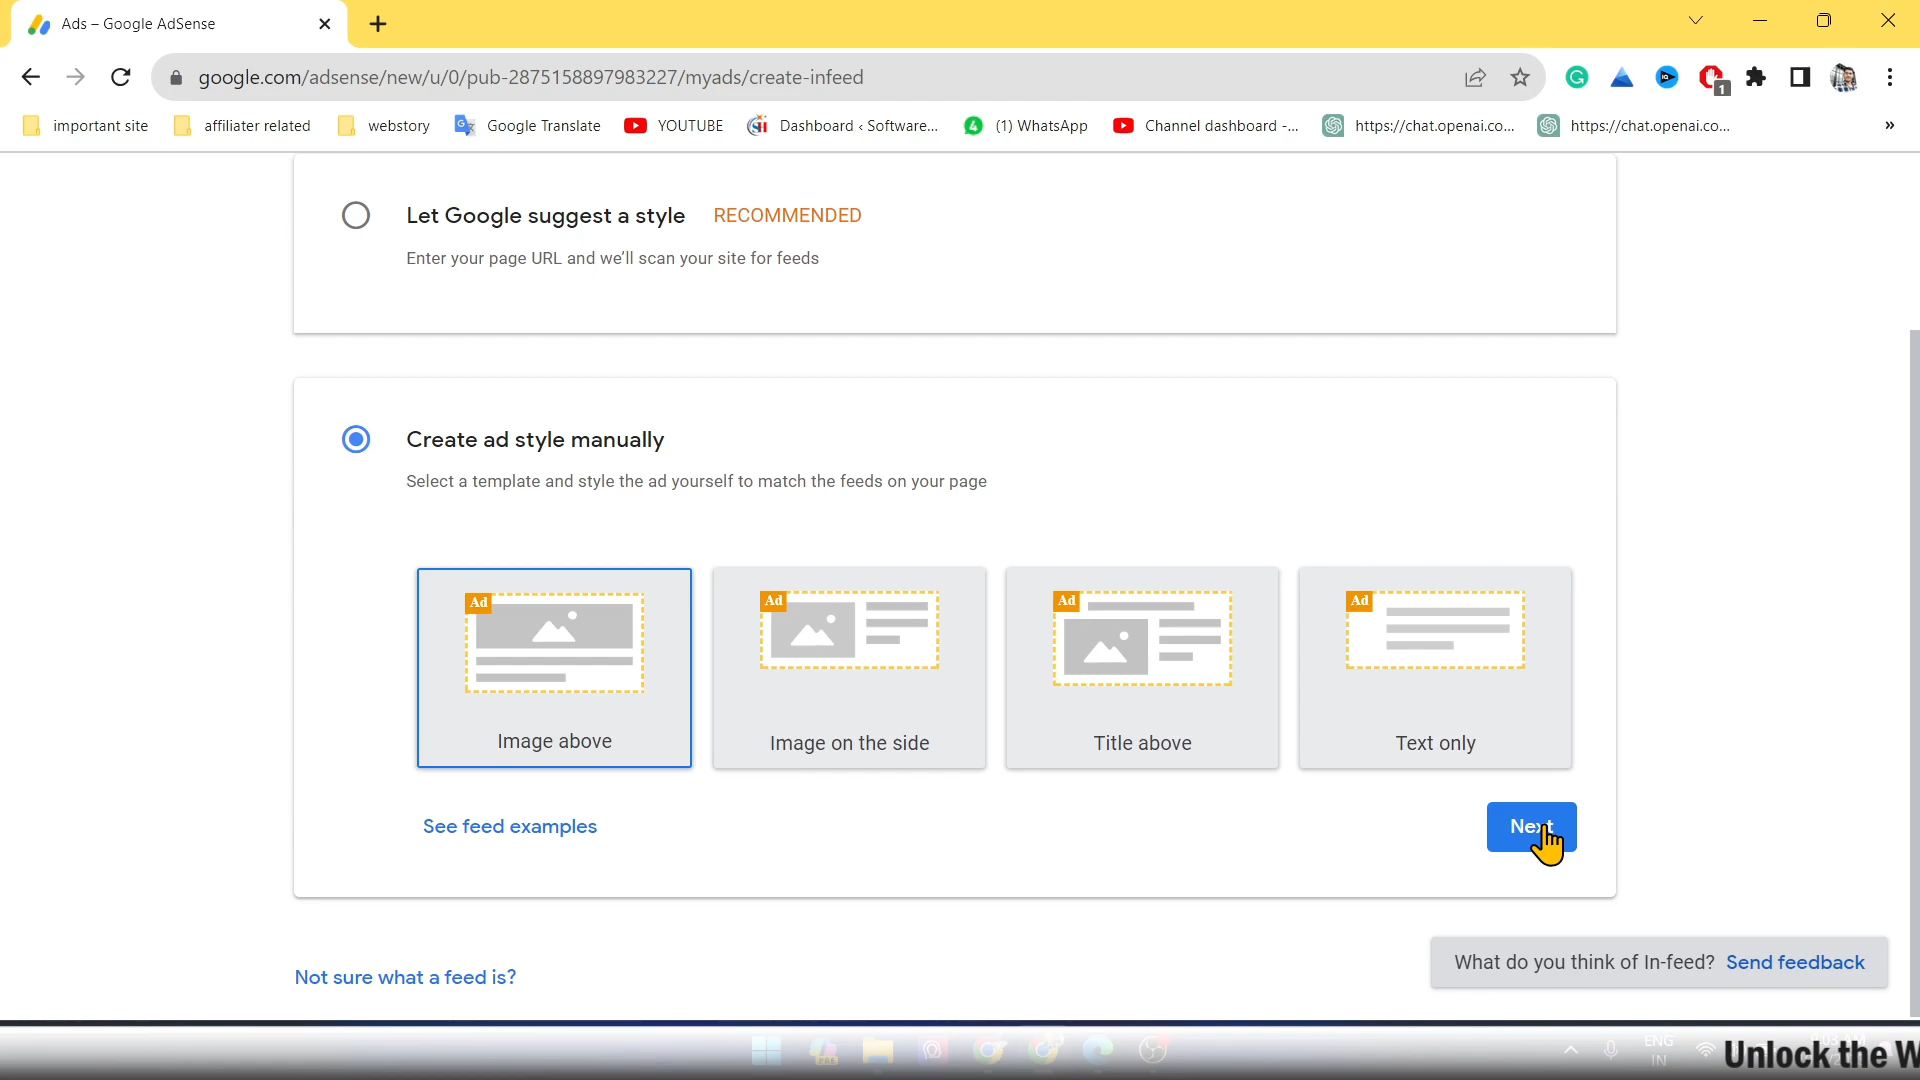 Ads – Google AdSense
google.com/adsense/new/u/0/pub-2875158897983227/myads/create-infeed
1
important site
affiliater related
webstory
Google Translate
YOUTUBE
Dashboard ‹ Software...
(1) WhatsApp
Channel dashboard -...
https://chat.openai.co...
https://chat.openai.co...
»
Let Google suggest a style RECOMMENDED
Enter your page URL and we'll scan your site for feeds
Create ad style manually
Select a template and style the ad yourself to match the feeds on your page
Ad
Ad
Ad
Ad
Image above
Image on the side
Title above
Text only
See feed examples
Next
What do you think of In-feed? Send feedback
Not sure what a feed is?
ENG
IN
Unlock the W